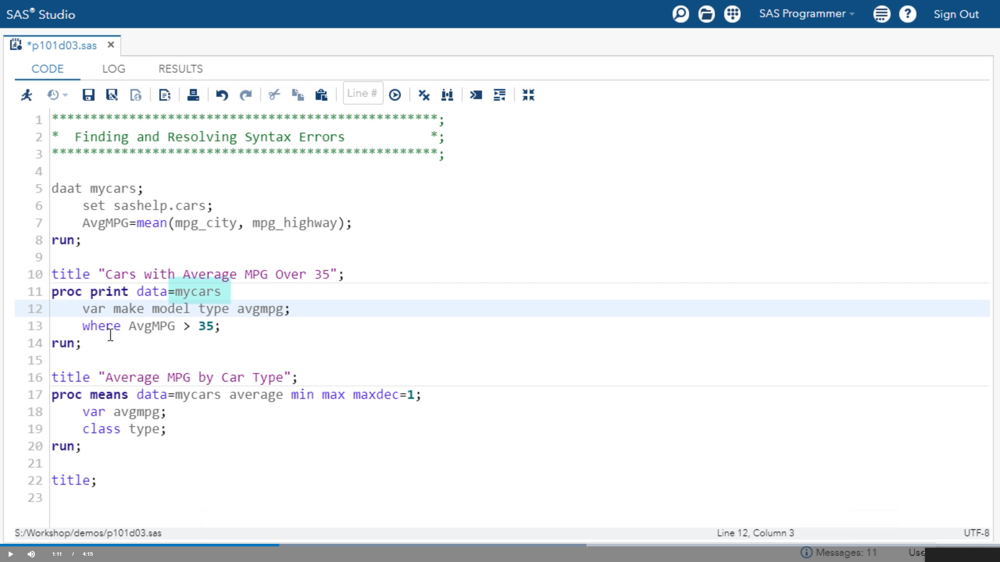 SAS® Studio
SAS Programmer
Sign Out
*p101d03.sas
CODE LOG RESULTS
Line #
1 **************************************************;
2 *  Finding and Resolving Syntax Errors           *;
3 **************************************************;
4
5 daat mycars;
6     set sashelp.cars;
7     AvgMPG=mean(mpg_city, mpg_highway);
8 run;
9
10 title "Cars with Average MPG Over 35";
11 proc print data=mycars
12     var make model type avgmpg;
13     where AvgMPG > 35;
14 run;
15
16 title "Average MPG by Car Type";
17 proc means data=mycars average min max maxdec=1;
18     var avgmpg;
19     class type;
20 run;
21
22 title;
23
S:/Workshop/demos/p101d03.sas Line 12, Column 3 UTF-8
1:11 / 4:15 Messages: 11